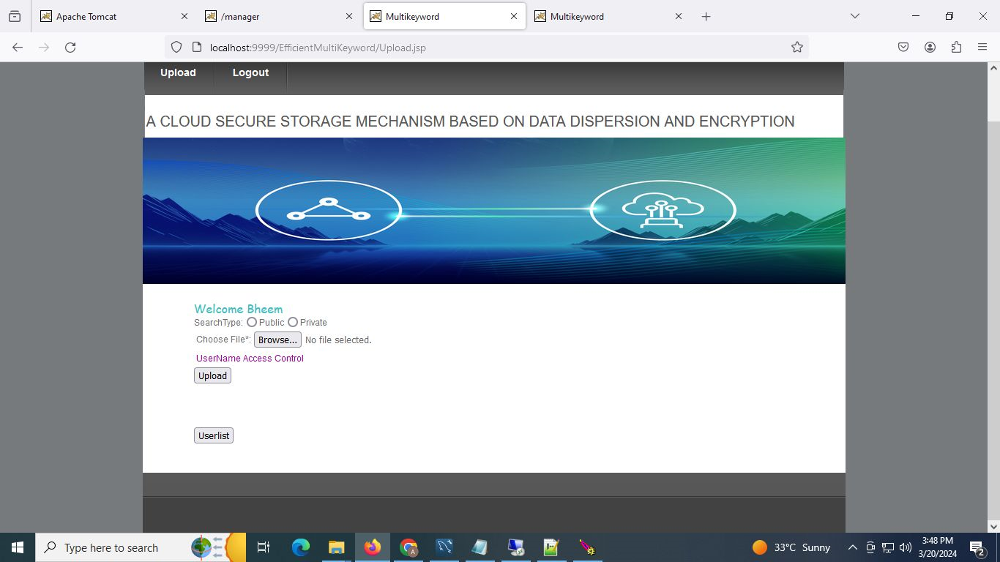 Apache Tomcat
/manager
Multikeyword
Multikeyword
localhost:9999/EfficientMultiKeyword/Upload.jsp
Upload Logout
A CLOUD SECURE STORAGE MECHANISM BASED ON DATA DISPERSION AND ENCRYPTION
Welcome Bheem
SearchType: Public Private
Choose File*: Browse... No file selected.
UserName Access Control
Upload
Userlist
Type here to search
A
33°C Sunny
3:48 PM
3/20/2024
2